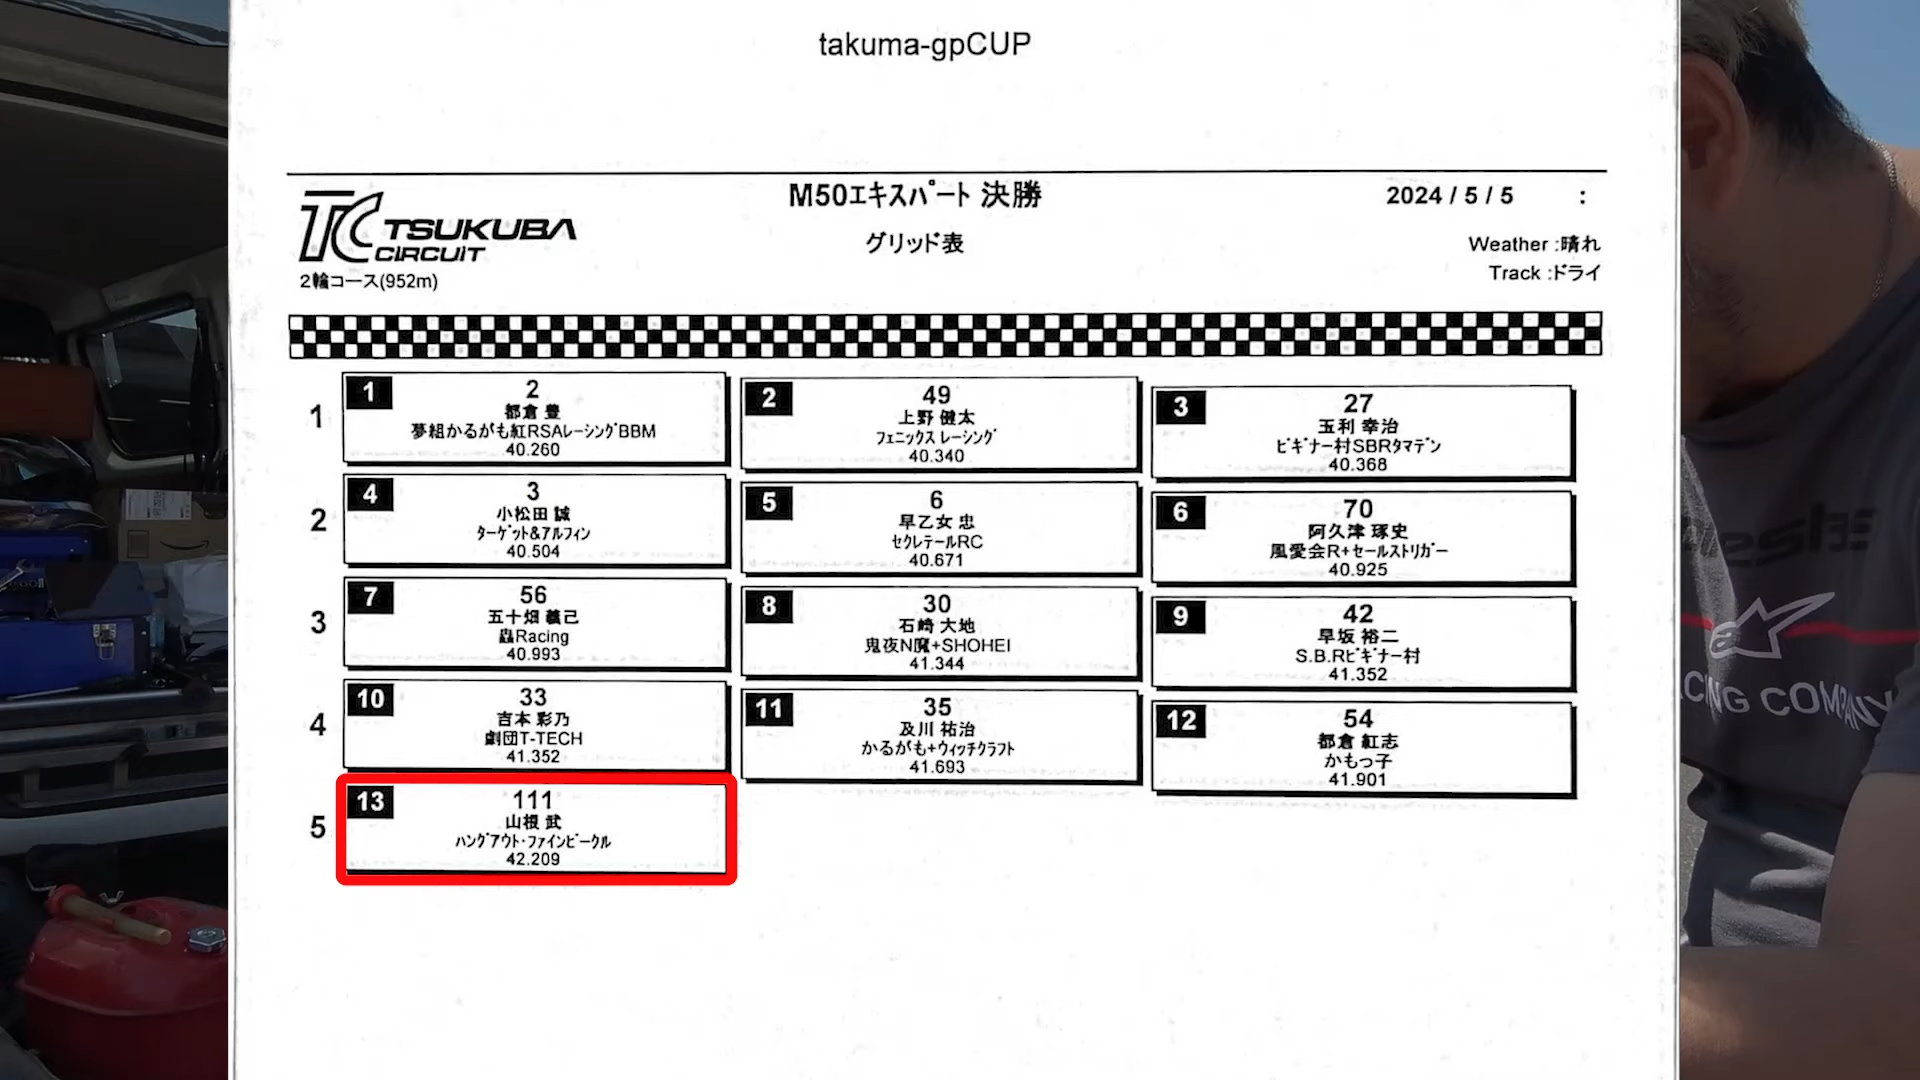 takuma-gpCUP
TC TSUKUBA
CIRCUIT
2輪コース(952m)
M50ｴｷｽﾊﾟｰﾄ 決勝
グリッド表
2024 / 5 / 5 :
Weather :晴れ
Track :ドライ
1
1
2
都倉 豊
夢組かるがも紅RSAﾚｰｼﾝｸﾞBBM
40.260
2
49
上野 健太
ﾌｪﾆｯｸｽ ﾚｰｼﾝｸﾞ
40.340
3
27
玉利 幸治
ﾋﾞｷﾞﾅｰ村SBRﾀﾏﾃﾞﾝ
40.368
2
4
3
小松田 誠
ﾀｰｹﾞｯﾄ&ｱﾙﾌｨﾝ
40.504
5
6
早乙女 忠
ｾｸﾚﾃｰﾙRC
40.671
6
70
阿久津 琢史
風愛会R+ｾｰﾙｽﾄﾘｶﾞｰ
40.925
3
7
56
五十畑 義己
蟲Racing
40.993
8
30
石崎 大地
鬼夜N魔+SHOHEI
41.344
9
42
早坂 裕二
S.B.Rﾋﾞｷﾞﾅｰ村
41.352
4
10
33
吉本 彩乃
劇団T-TECH
41.352
11
35
及川 祐治
かるがも+ｳｨｯﾁｸﾗﾌﾄ
41.693
12
54
都倉 紅志
かもっ子
41.901
5
13
111
山根 武
ﾊﾝｸﾞｱｳﾄ･ﾌｧｲﾝﾋﾞｰｸﾙ
42.209
COMPANY